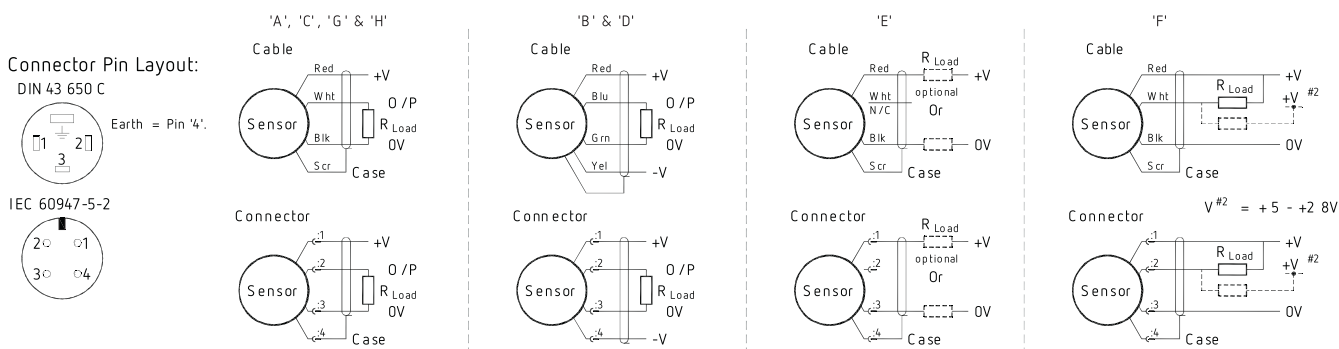 'A', 'C', 'G' & 'H'
'B' & 'D'
'E'
'F'
Connector Pin Layout:
DIN 43 650 C
1
2
3
Earth = Pin '4'.
IEC 60947-5-2
2
1
3
4
Cable
Sensor
Red
+V
Wht
O/P
R Load
Blk
0V
Scr
Case
Connector
Sensor
:1
+V
:2
O/P
R Load
:3
0V
:4
Case
Cable
Sensor
Red
+V
Blu
O/P
R Load
Grn
0V
Yel
-V
Connector
Sensor
:1
+V
:2
O/P
R Load
:3
0V
:4
-V
Cable
Sensor
R Load
Red
+V
Wht
optional
N/C
Or
Blk
0V
Scr
Case
Connector
Sensor
R Load
:1
+V
optional
:2
Or
:3
0V
:4
Case
Cable
Sensor
Red
+V
R Load
Wht
+V #2
Blk
0V
Scr
Case
V #2 = +5 - +28V
Connector
Sensor
:1
+V
R Load
:2
+V #2
:3
0V
:4
Case